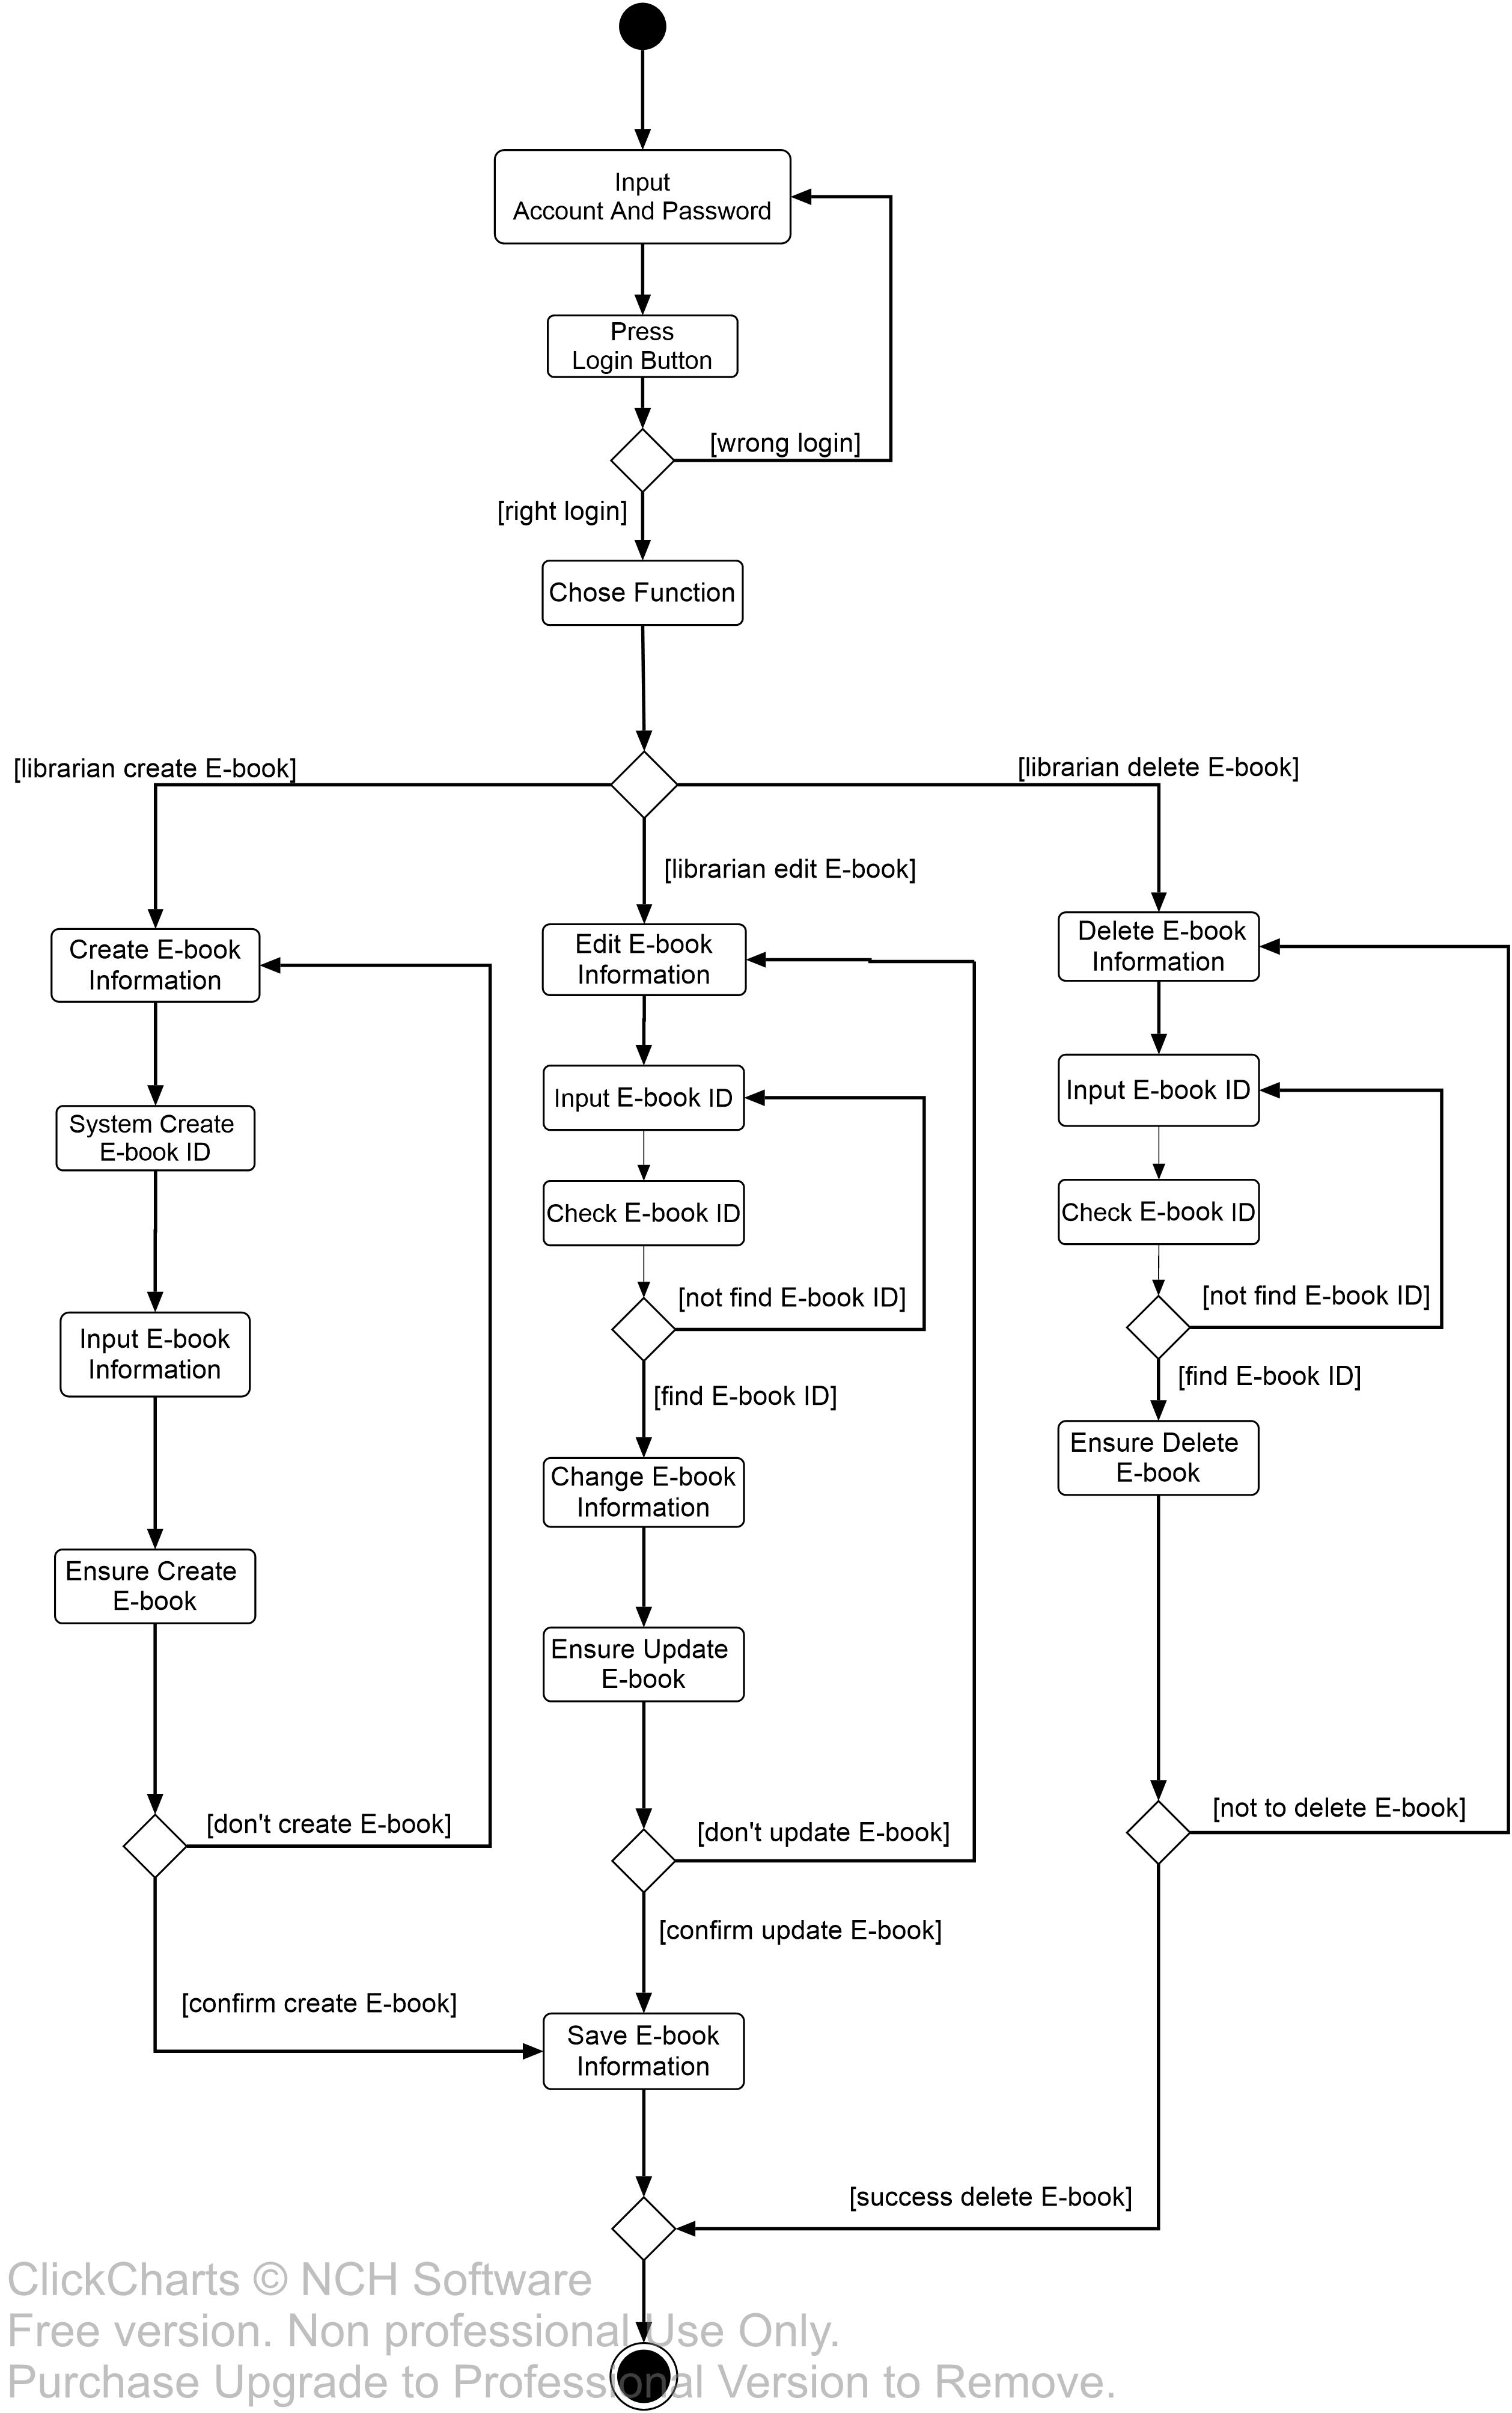 Input
Account And Password
Press
Login Button
[wrong login]
[right login]
Chose Function
[librarian create E-book]
[librarian delete E-book]
[librarian edit E-book]
Create E-book
Information
System Create
E-book ID
Input E-book
Information
Ensure Create
E-book
[don't create E-book]
[confirm create E-book]
Edit E-book
Information
Input E-book ID
Check E-book ID
[not find E-book ID]
[find E-book ID]
Change E-book
Information
Ensure Update
E-book
[don't update E-book]
[confirm update E-book]
Save E-book
Information
Delete E-book
Information
Input E-book ID
Check E-book ID
[not find E-book ID]
[find E-book ID]
Ensure Delete
E-book
[not to delete E-book]
[success delete E-book]
ClickCharts © NCH Software
Free version. Non professional Use Only.
Purchase Upgrade to Professional Version to Remove.